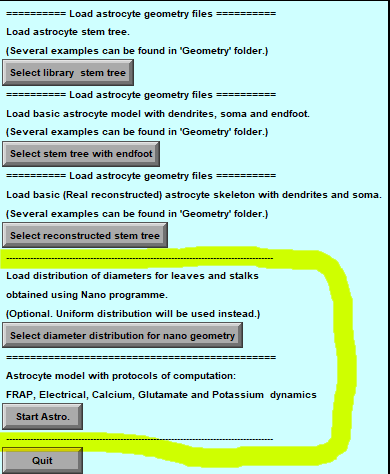 ========== Load astrocyte geometry files ==========
Load astrocyte stem tree.
(Several examples can be found in 'Geometry' folder.)
Select library  stem tree
========== Load astrocyte geometry files ==========
Load basic astrocyte model with dendrites, soma and endfoot.
(Several examples can be found in 'Geometry' folder.)
Select stem tree with endfoot
========== Load astrocyte geometry files ==========
Load basic (Real reconstructed) astrocyte skeleton with dendrites and soma.
(Several examples can be found in 'Geometry' folder.)
Select reconstructed stem tree
------------------------------------------------------------------------------------------
Load distribution of diameters for leaves and stalks
obtained using Nano programme.
(Optional. Uniform distribution will be used instead.)
Select diameter distribution for nano geometry
=============================================
Astrocyte model with protocols of computation:
FRAP, Electrical, Calcium, Glutamate and Potassium  dynamics
Start Astro.
------------------------------------------------------------------------------------------
Quit